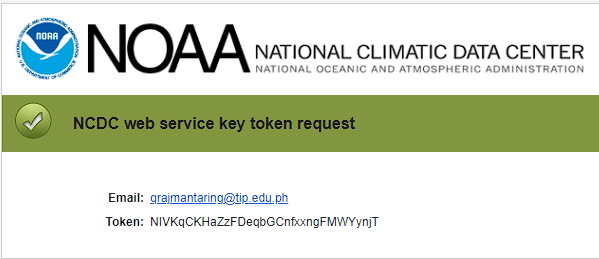 NOAA
NATIONAL OCEANIC AND ATMOSPHERIC ADMINISTRATION
U.S. DEPARTMENT OF COMMERCE
NOAA NATIONAL CLIMATIC DATA CENTER
NATIONAL OCEANIC AND ATMOSPHERIC ADMINISTRATION
NCDC web service key token request
Email: qrajmantaring@tip.edu.ph
Token: NIVKqCKHaZzFDeqbGCnfxxngFMWYynjT